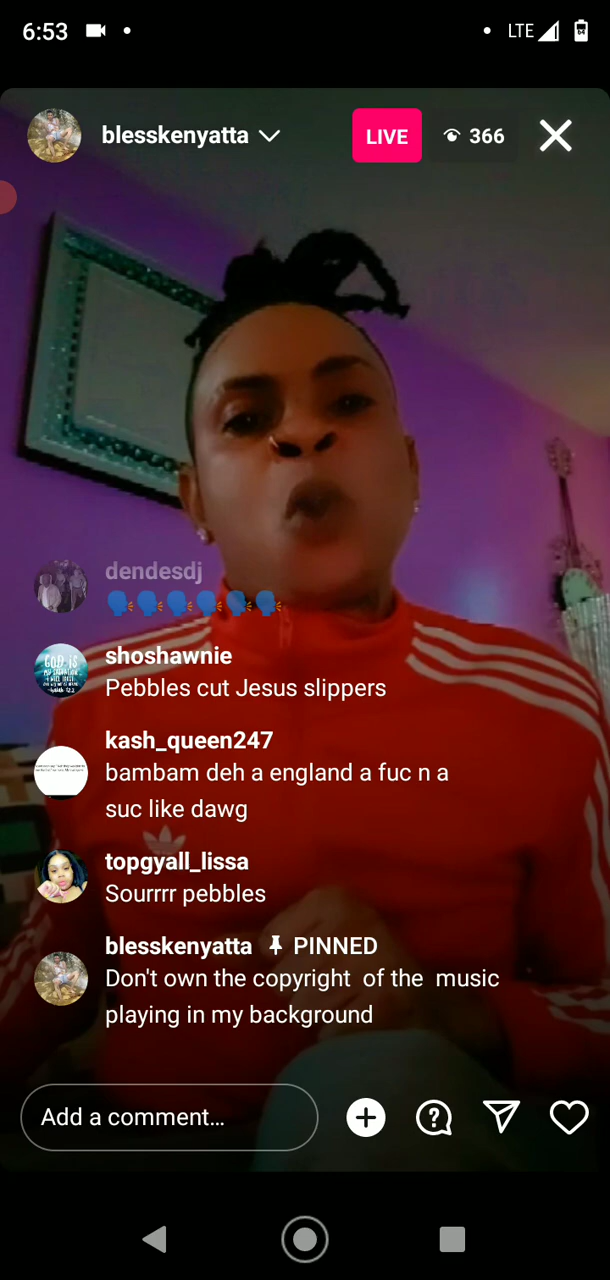 6:53
LTE
blesskenyatta
LIVE
366
dendesdj
🗣️🗣️🗣️🗣️🗣️🗣️
shoshawnie
Pebbles cut Jesus slippers
kash_queen247
bambam deh a england a fuc n a
suc like dawg
topgyall_lissa
Sourrrr pebbles
blesskenyatta PINNED
Don't own the copyright of the music
playing in my background
Add a comment...